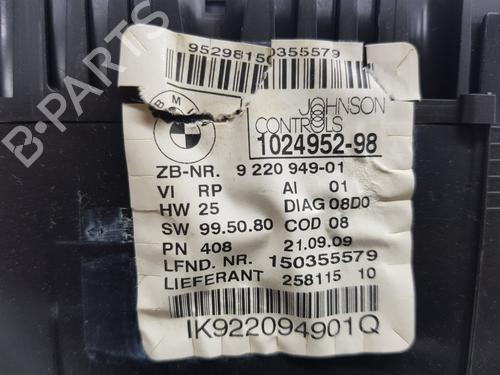 95298150355579
BMW
JOHNSON
CONTROLS
1024952-98
ZB-NR. 9 220 949-01
VI RP AI 01
HW 25 DIAG 08D0
SW 99.50.80 COD 08
PN 408 21.09.09
LFND. NR. 150355579
LIEFERANT 258115 10
IK922094901Q
B-PARTS